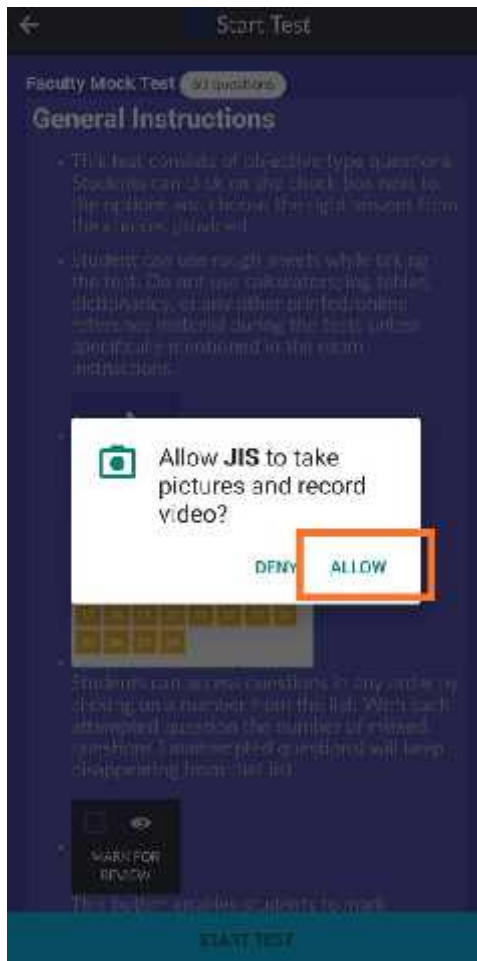 Start Test
Faculty Mock Test
General Instructions
• This test consists of objective type questions.
Students can click on the check box next to
the options and choose the right answer from
the choices provided.
• Student can use rough sheets while taking
the test. Do not use calculators, log tables,
dictionaries, or any other printed/online
reference material during the test, unless
specifically mentioned in the exam
instructions.
Allow JIS to take
pictures and record
video?
DENY
ALLOW
Students can access questions in any order by
clicking on a number from the list. With each
attempted question the number of missed
questions
will keep
disappearing from
list
MARK FOR
REVIEW
This button enables students to mark
START TEST